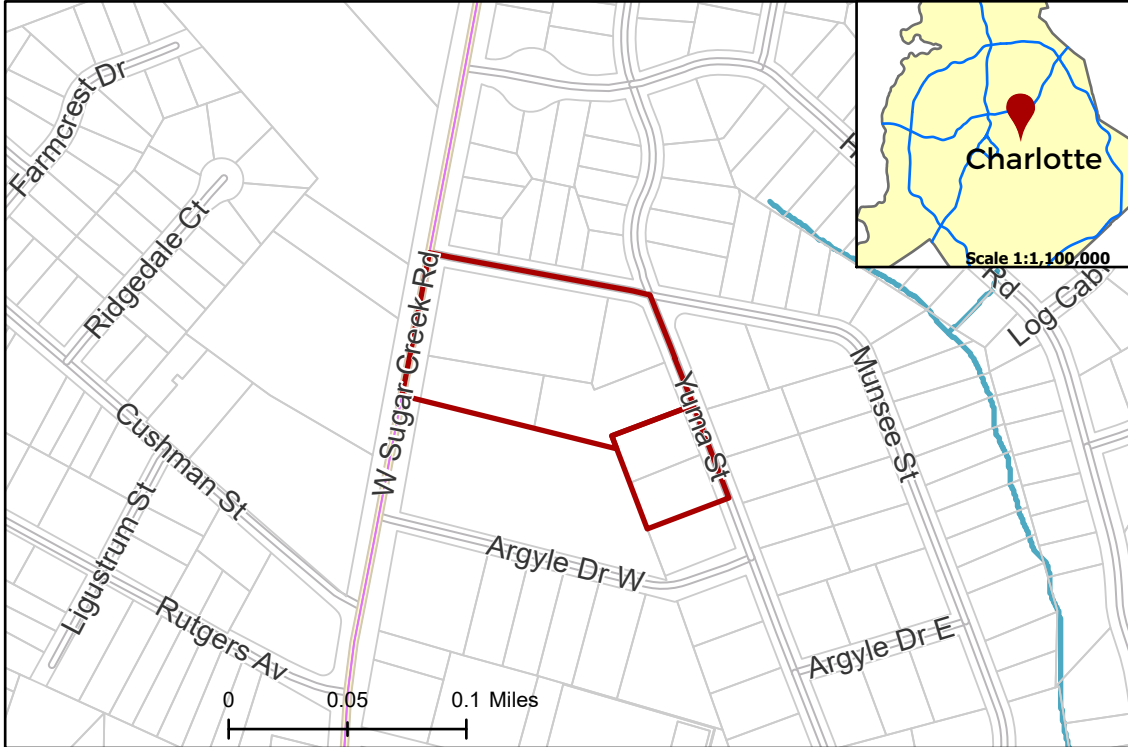 Farmcrest Dr
Ridgedale Ct
Cushman St
Ligustrum St
Rutgers Av
W Sugar Creek Rd
Argyle Dr W
Yuma St
Munsee St
Argyle Dr E
Rd
Log Cabi
H
Charlotte
Scale 1:1,100,000
0 0.05 0.1 Miles